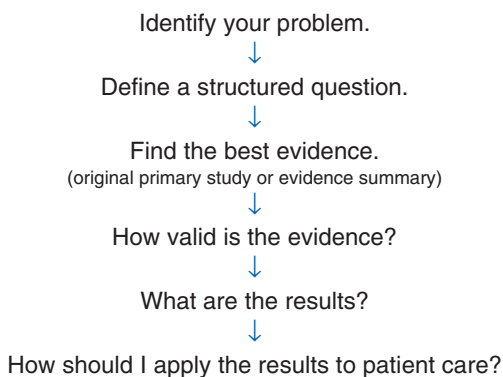 Identify your problem.
↓
Define a structured question.
↓
Find the best evidence.
(original primary study or evidence summary)
↓
How valid is the evidence?
↓
What are the results?
↓
How should I apply the results to patient care?